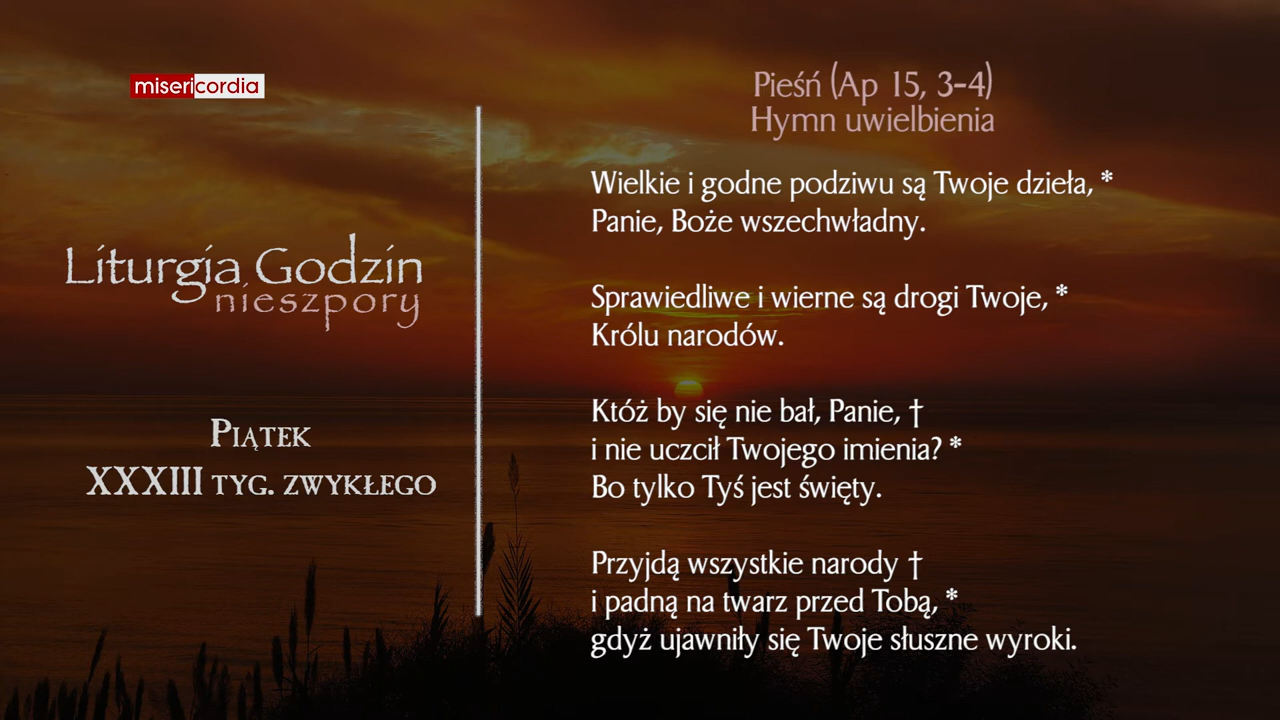 misericordia
Liturgia Godzin
nieszpory
Piątek
XXXIII tyg. zwykłego
Pieśń (Ap 15, 3-4)
Hymn uwielbienia
Wielkie i godne podziwu są Twoje dzieła, *
Panie, Boże wszechwładny.
Sprawiedliwe i wierne są drogi Twoje, *
Królu narodów.
Któż by się nie bał, Panie, †
i nie uczcił Twojego imienia? *
Bo tylko Tyś jest święty.
Przyjdą wszystkie narody †
i padną na twarz przed Tobą, *
gdyż ujawniły się Twoje słuszne wyroki.